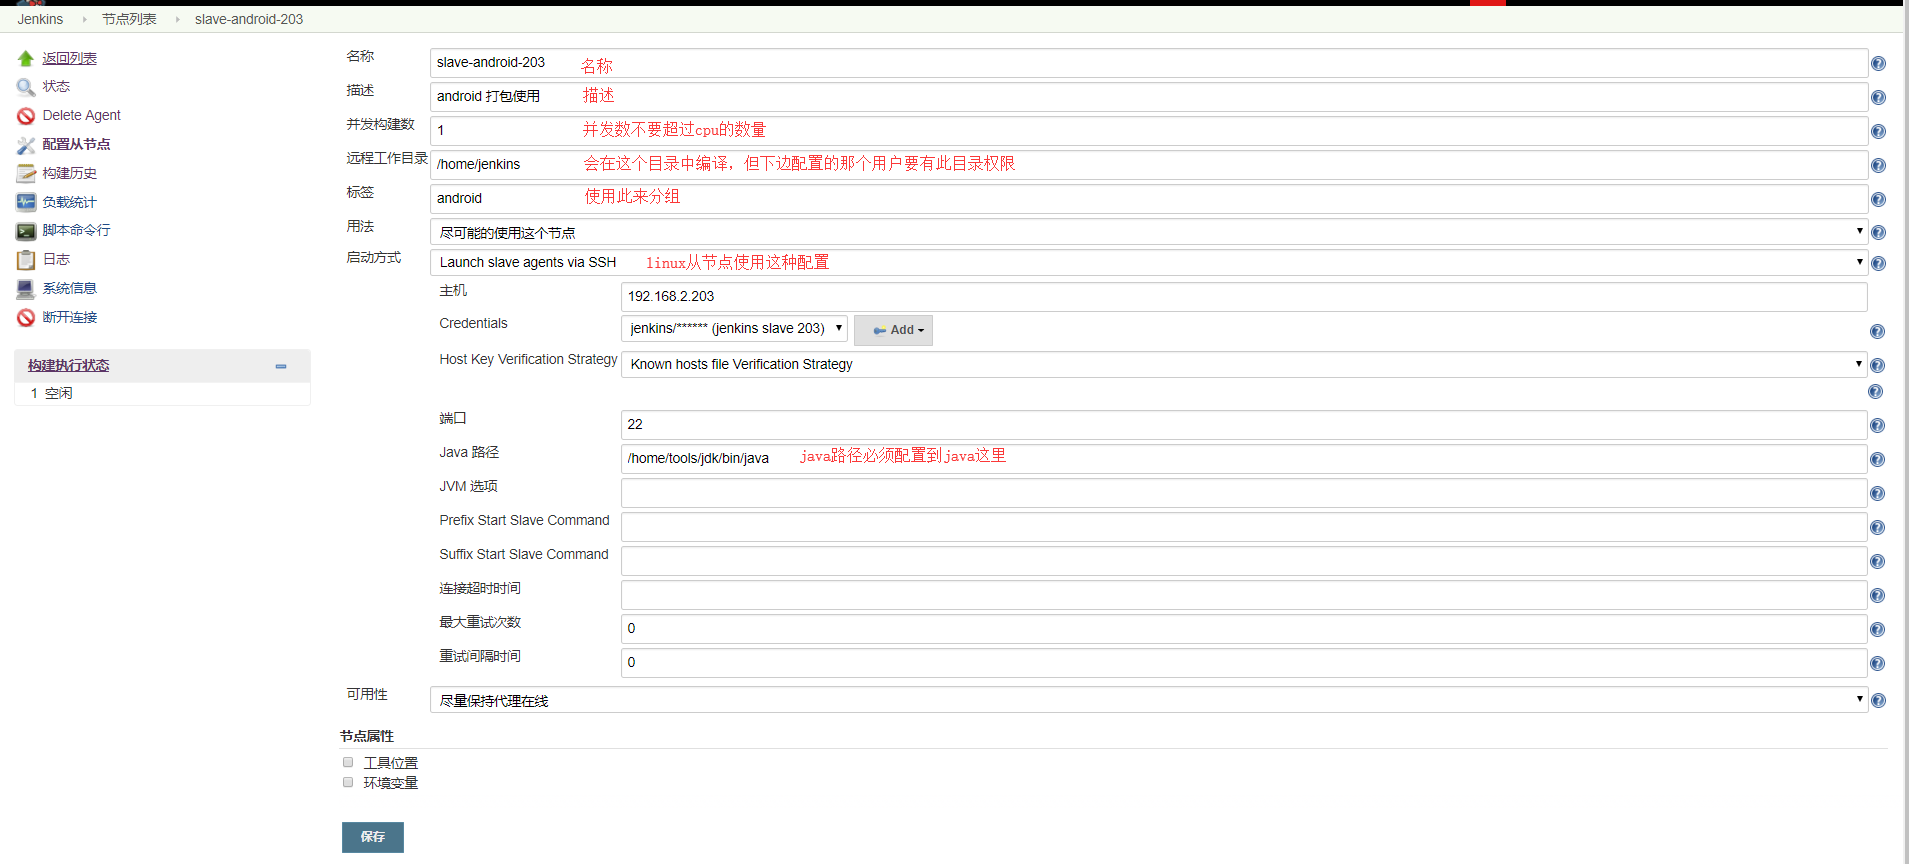 Jenkins 节点列表 slave-android-203
返回列表
状态
Delete Agent
配置从节点
构建历史
负载统计
脚本命令行
日志
系统信息
断开连接
构建执行状态
1 空闲
名称 slave-android-203 名称
描述 android 打包使用 描述
并发构建数 1 并发数不要超过cpu的数量
远程工作目录 /home/jenkins 会在这个目录中编译，但下边配置的那个用户要有此目录权限
标签 android 使用此来分组
用法 尽可能的使用这个节点
启动方式 Launch slave agents via SSH linux从节点使用这种配置
主机 192.168.2.203
Credentials jenkins/****** (jenkins slave 203) Add
Host Key Verification Strategy Known hosts file Verification Strategy
端口 22
Java 路径 /home/tools/jdk/bin/java java路径必须配置到java这里
JVM 选项
Prefix Start Slave Command
Suffix Start Slave Command
连接超时时间
最大重试次数 0
重试间隔时间 0
可用性 尽量保持代理在线
节点属性
工具位置
环境变量
保存